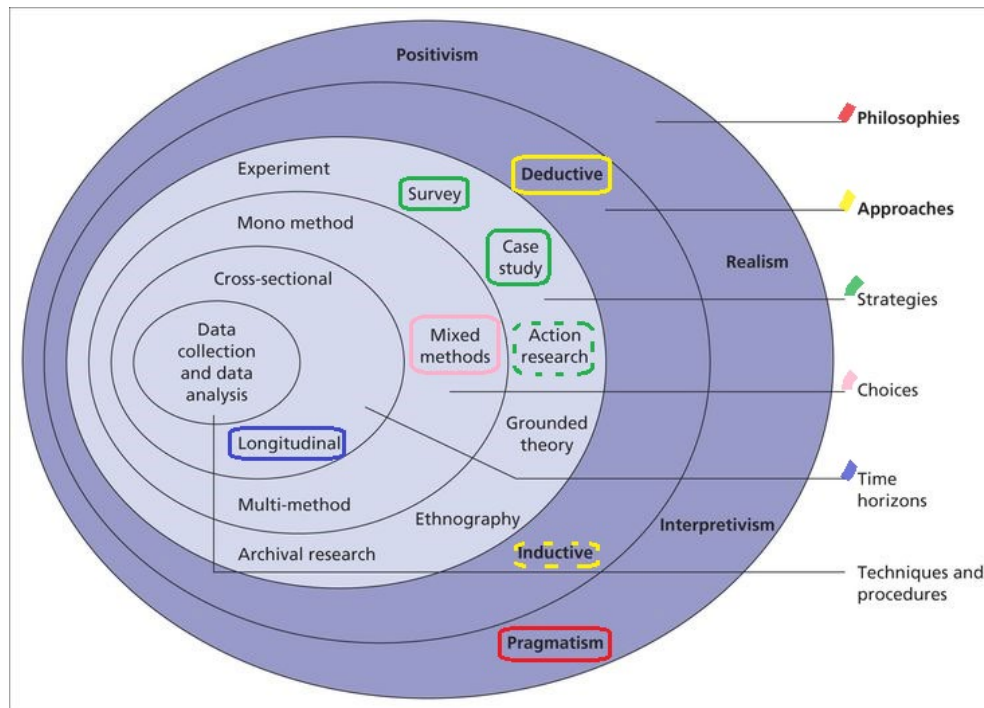 Positivism
Philosophies
Experiment
Deductive
Survey
Approaches
Mono method
Case
study
Realism
Cross-sectional
Strategies
Data
collection
and data
analysis
Mixed
methods
Action
research
Choices
Grounded
theory
Longitudinal
Time
horizons
Multi-method
Ethnography
Interpretivism
Archival research
Inductive
Techniques and
procedures
Pragmatism